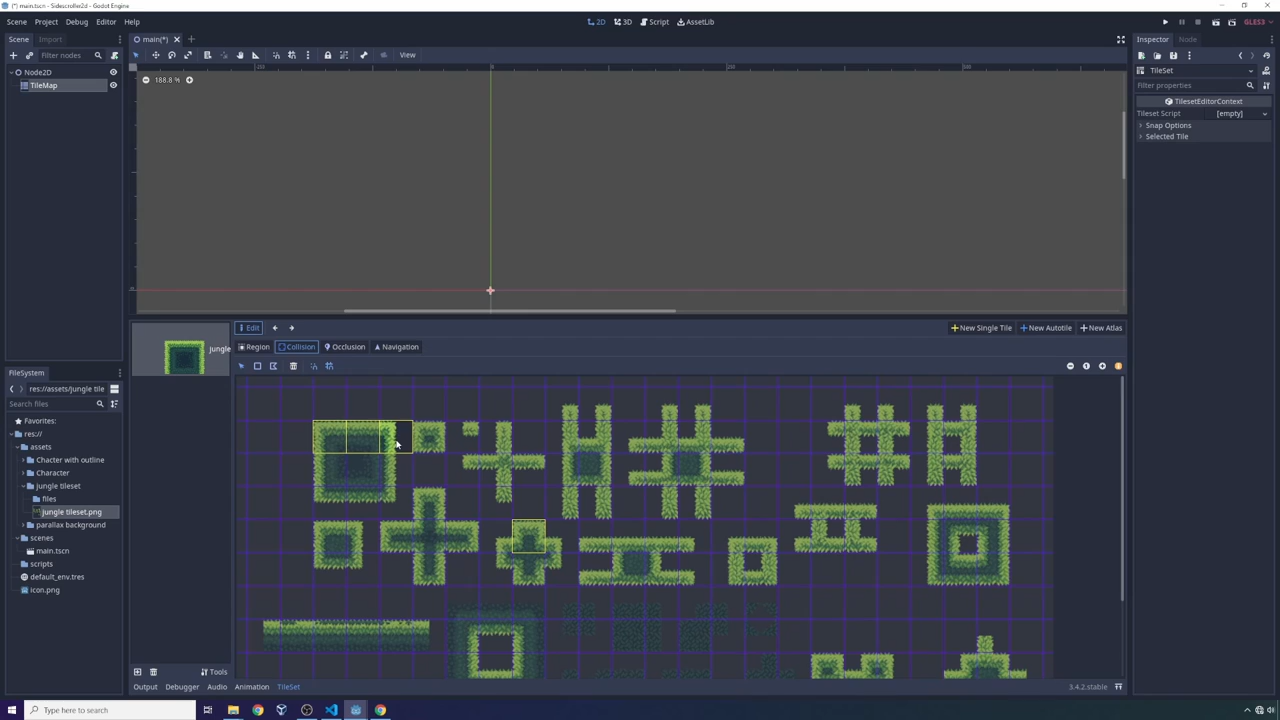 (*) main.tscn - Sidescroller2d - Godot Engine
Scene Project Debug Editor Help
2D 3D Script AssetLib
GLES3
Scene Import
main(*)
Inspector Node
Filter nodes
View
Node2D
TileMap
TileSet
188.8 %
Filter properties
TilesetEditorContext
Tileset Script [empty]
Snap Options
Selected Tile
Edit
New Single Tile New Autotile New Atlas
jungle
Region Collision Occlusion Navigation
FileSystem
res://assets/jungle tile
Search files
Favorites:
res://
assets
Chacter with outline
Character
jungle tileset
files
jungle tileset.png
parallax background
scenes
main.tscn
scripts
default_env.tres
icon.png
Tools
Output Debugger Audio Animation TileSet
3.4.2.stable
Type here to search